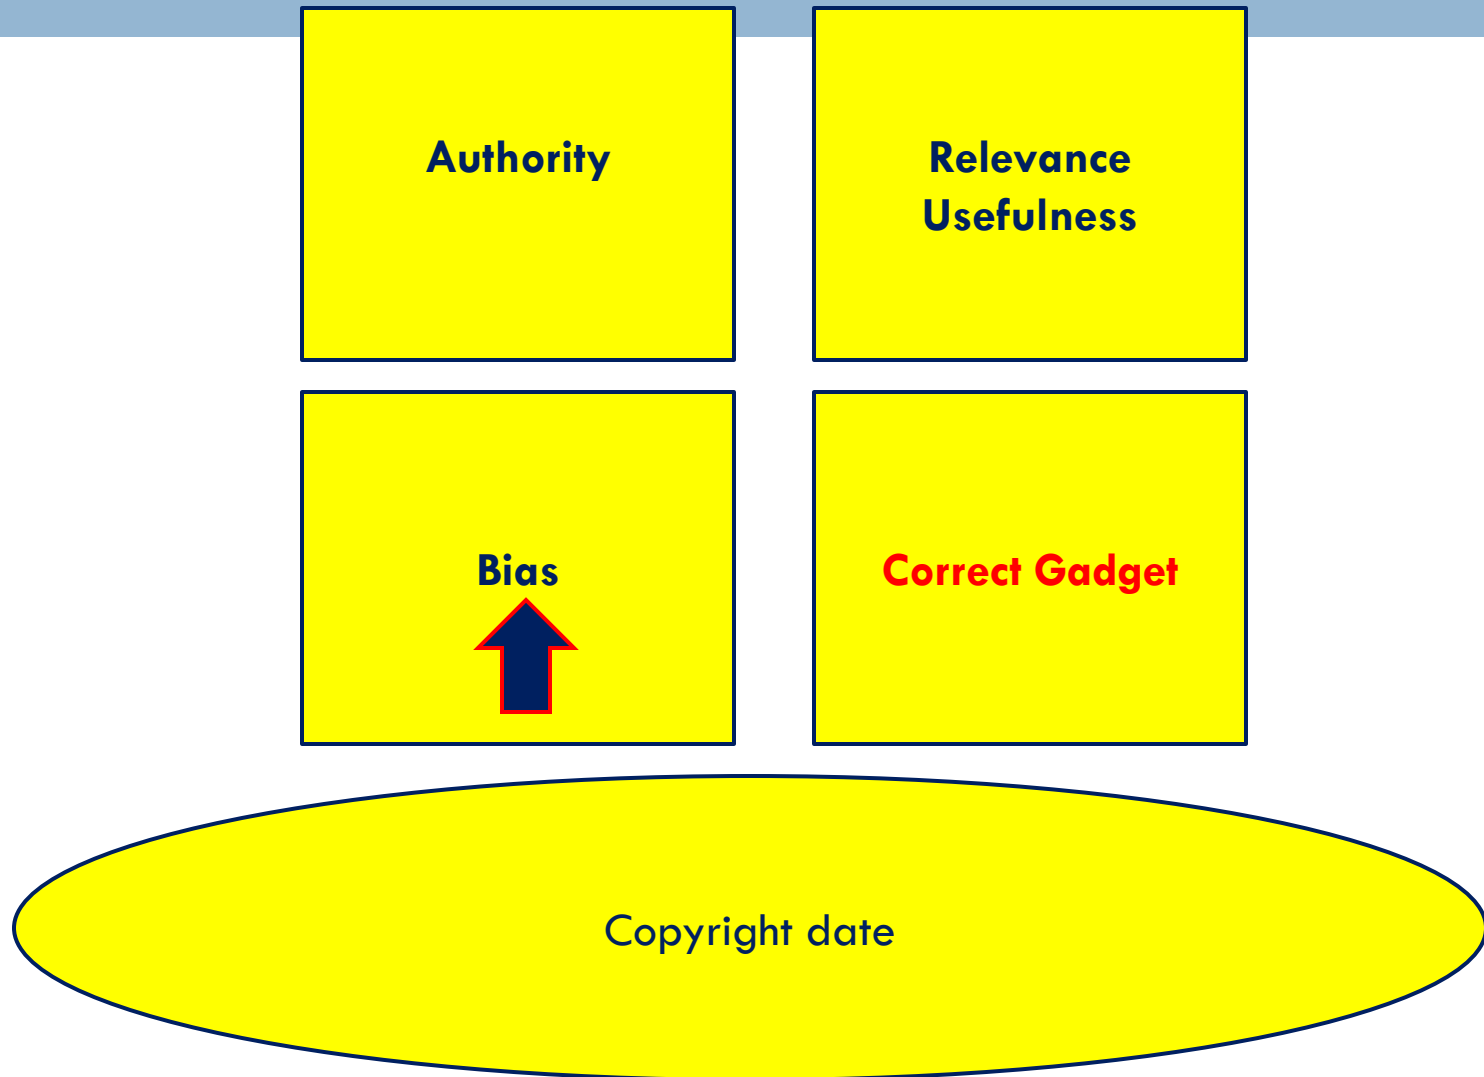 Authority
Relevance
Usefulness
Bias
Correct Gadget
Copyright date